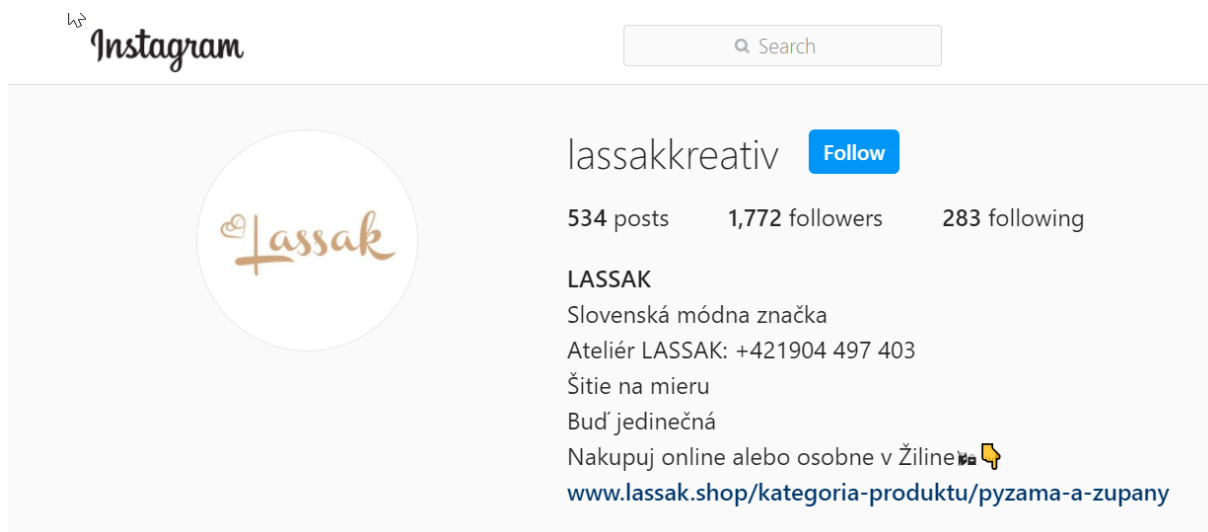 Instagram
Search
Lassak
lassakkreativ Follow
534 posts 1,772 followers 283 following
LASSAK
Slovenská módna značka
Ateliér LASSAK: +421904 497 403
Šitie na mieru
Buď jedinečná
Nakupuj online alebo osobne v Žiline👇
www.lassak.shop/kategoria-produktu/pyzama-a-zupany